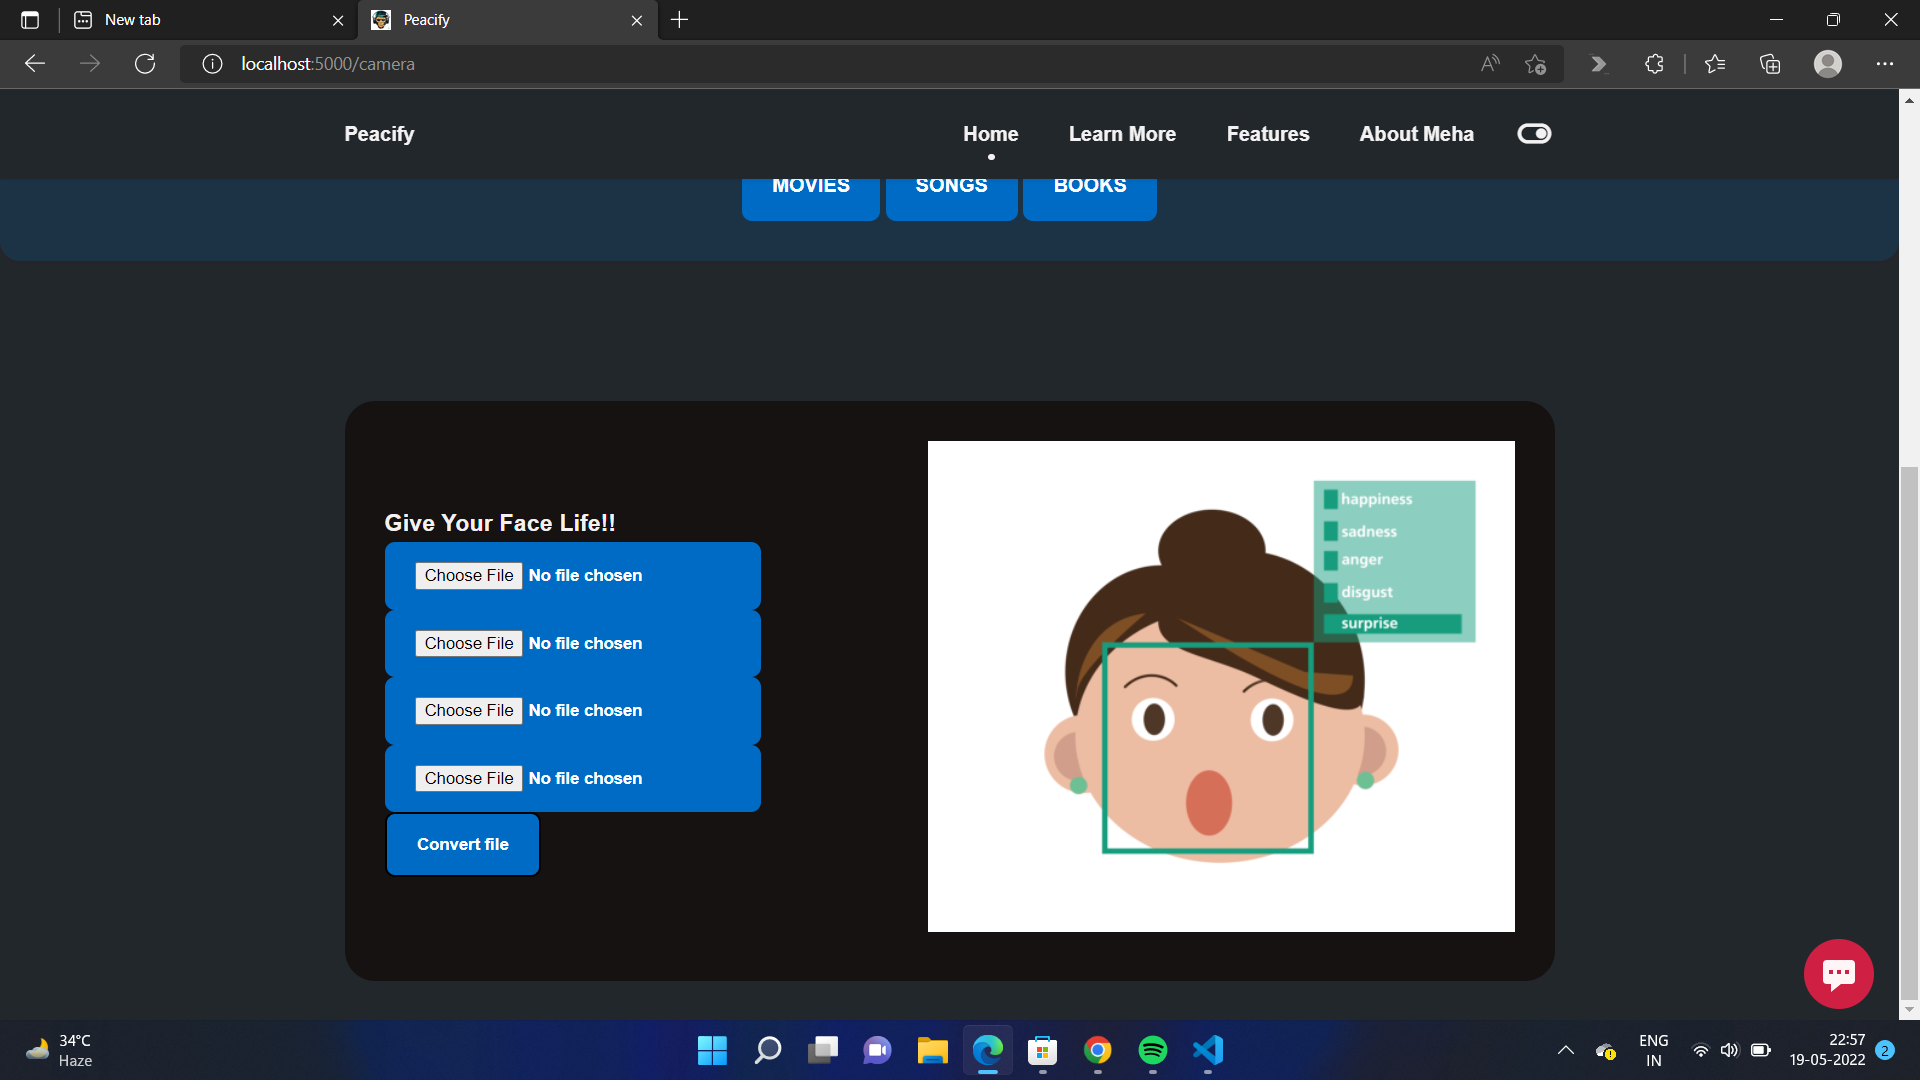 New tab
Peacify
localhost:5000/camera
Peacify
Home
Learn More
Features
About Meha
MOVIES
SONGS
BOOKS
Give Your Face Life!!
Choose File No file chosen
Choose File No file chosen
Choose File No file chosen
Choose File No file chosen
Convert file
happiness
sadness
anger
disgust
surprise
34°C
Haze
ENG
IN
22:57
19-05-2022
2